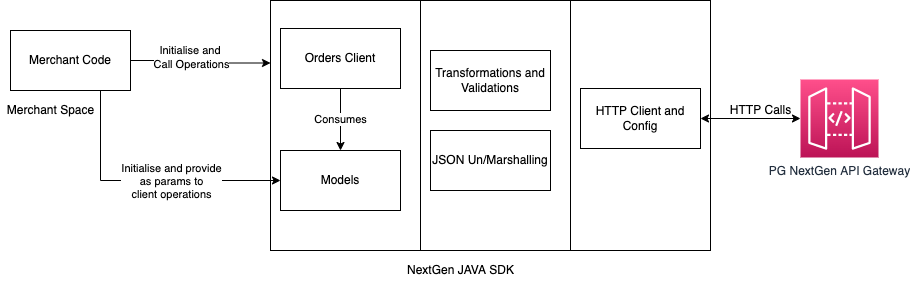 Merchant Code
Merchant Space
Initialise and
Call Operations
Initialise and provide
as params to
client operations
Orders Client
Consumes
Models
Transformations and
Validations
JSON Un/Marshalling
HTTP Client and
Config
HTTP Calls
PG NextGen API Gateway
NextGen JAVA SDK